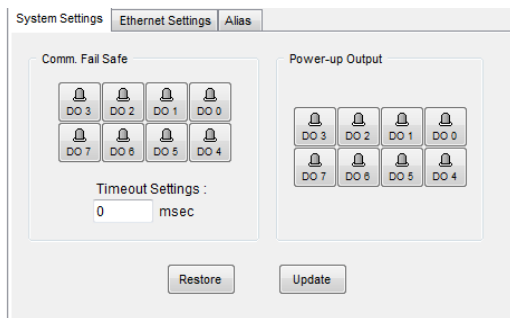 System Settings Ethernet Settings Alias
Comm. Fail Safe Power-up Output
DO 3 DO 2 DO 1 DO 0
DO 7 DO 6 DO 5 DO 4
DO 3 DO 2 DO 1 DO 0
DO 7 DO 6 DO 5 DO 4
Timeout Settings :
0 msec
Restore Update